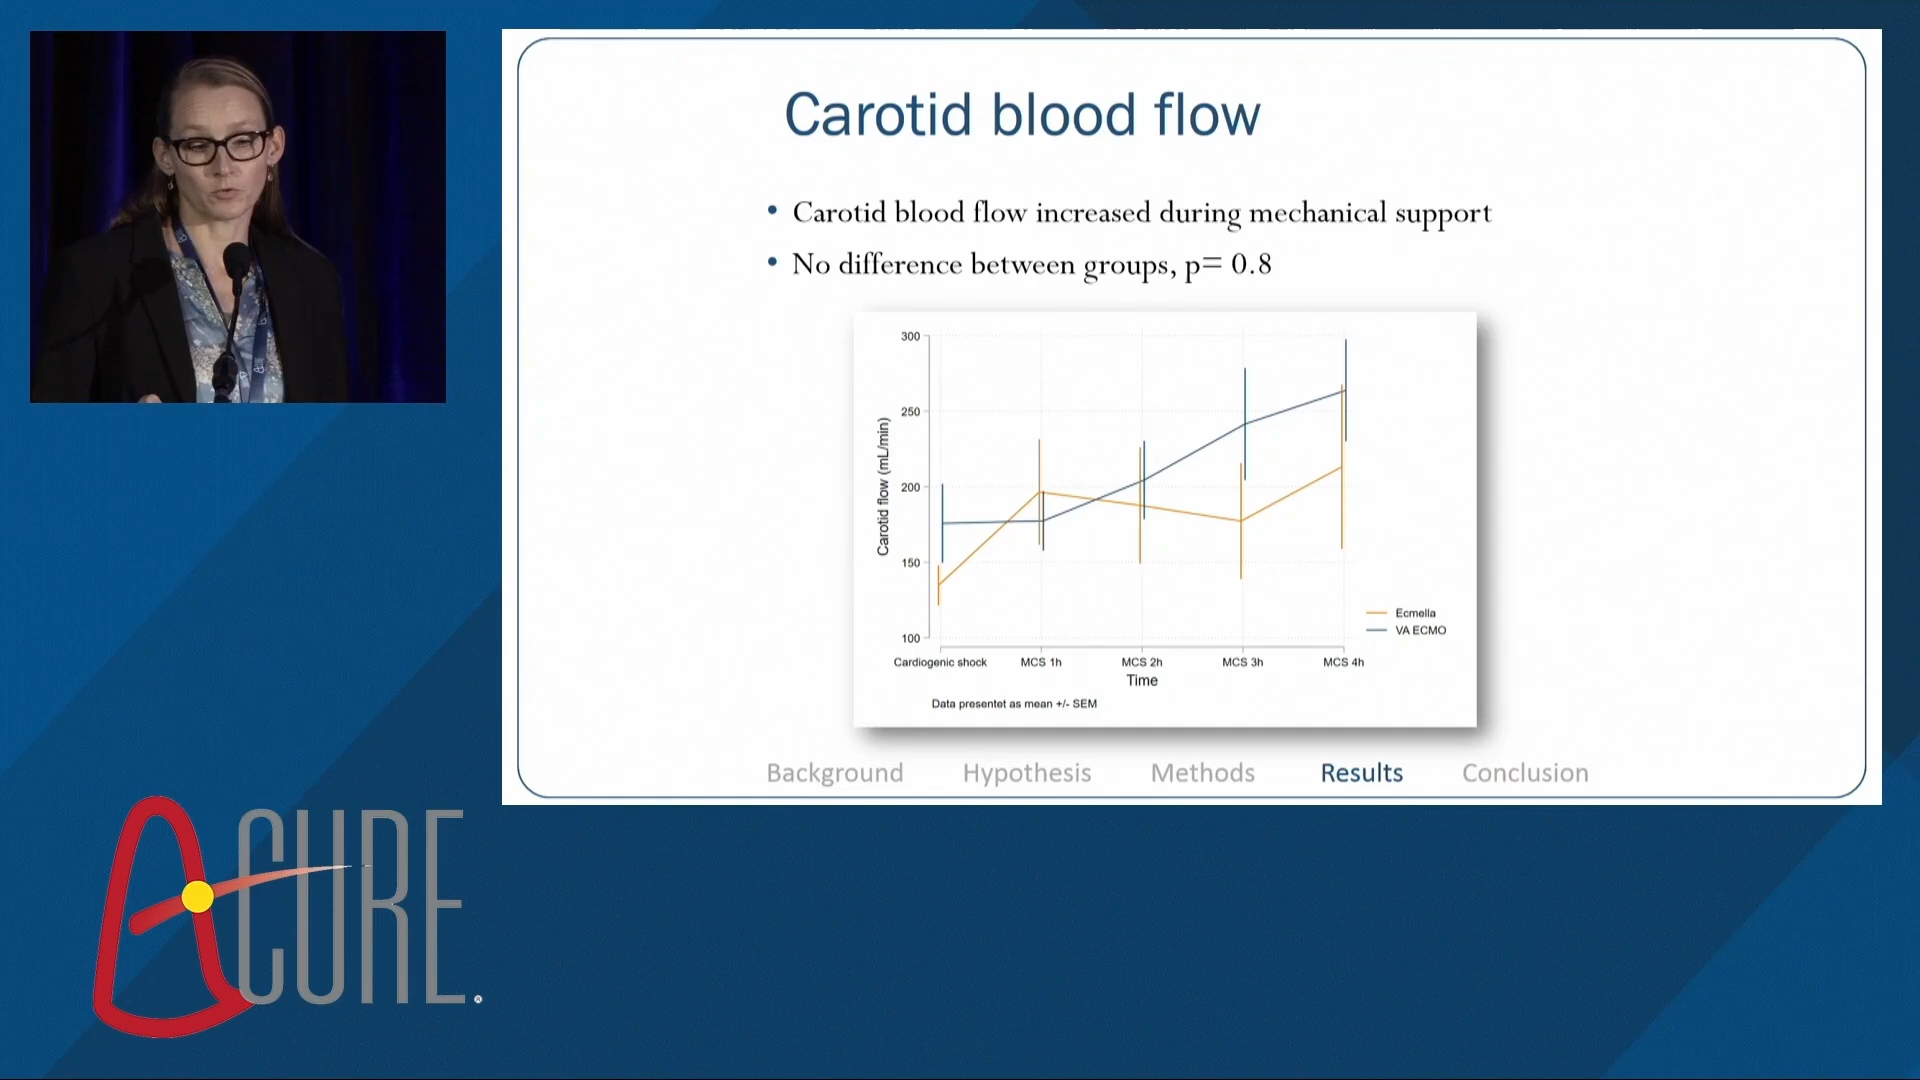 Carotid blood flow
• Carotid blood flow increased during mechanical support
• No difference between groups, p= 0.8
300
250
200
150
100
Carotid flow (mL/min)
Cardiogenic shock MCS 1h MCS 2h MCS 3h MCS 4h
Time
Ecmella
VA ECMO
Data presentet as mean +/- SEM
Background Hypothesis Methods Results Conclusion
A CURE.®